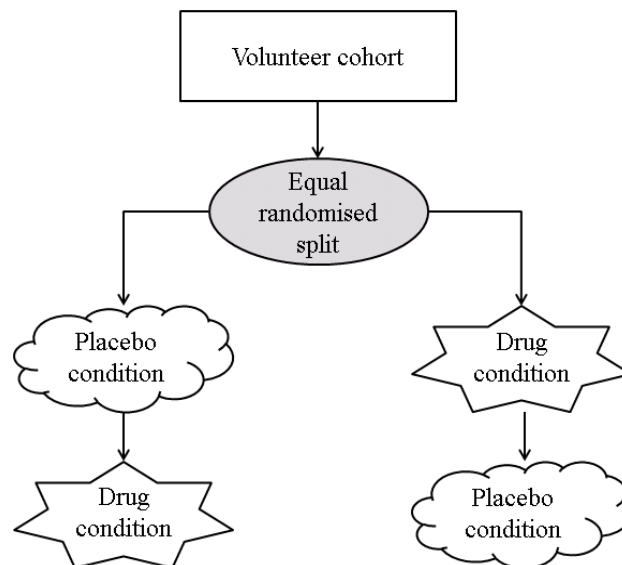 Volunteer cohort
Equal
randomised
split
Placebo
condition
Drug
condition
Drug
condition
Placebo
condition